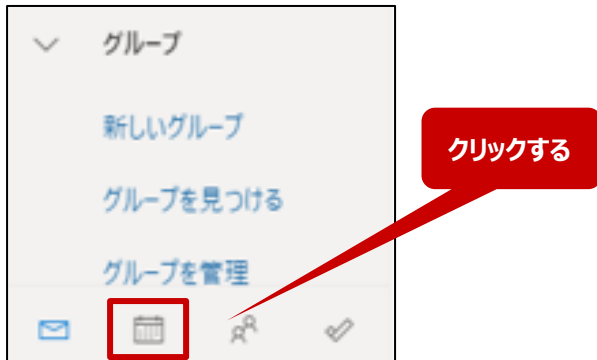 グループ
新しいグループ
グループを見つける
グループを管理
クリックする